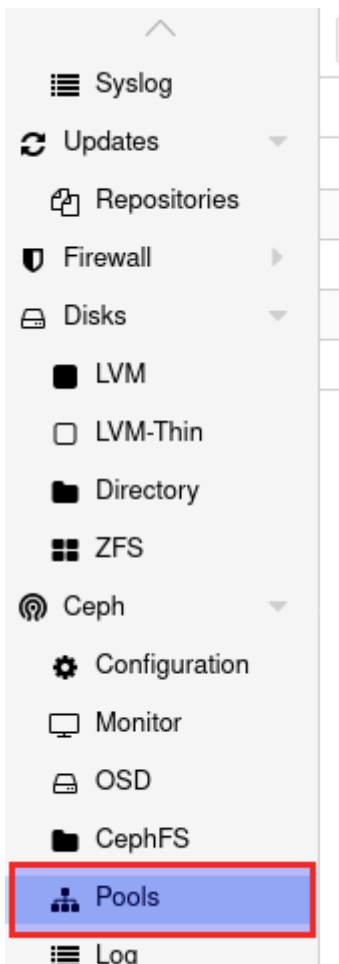 Syslog
Updates
Repositories
Firewall
Disks
LVM
LVM-Thin
Directory
ZFS
Ceph
Configuration
Monitor
OSD
CephFS
Pools
Log